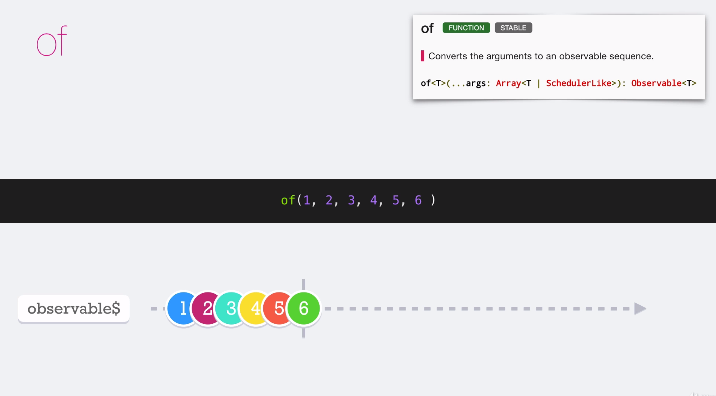 of
of FUNCTION STABLE
Converts the arguments to an observable sequence.
of<T>(...args: Array<T | SchedulerLike>): Observable<T>
of(1, 2, 3, 4, 5, 6 )
observable$ 1 2 3 4 5 6